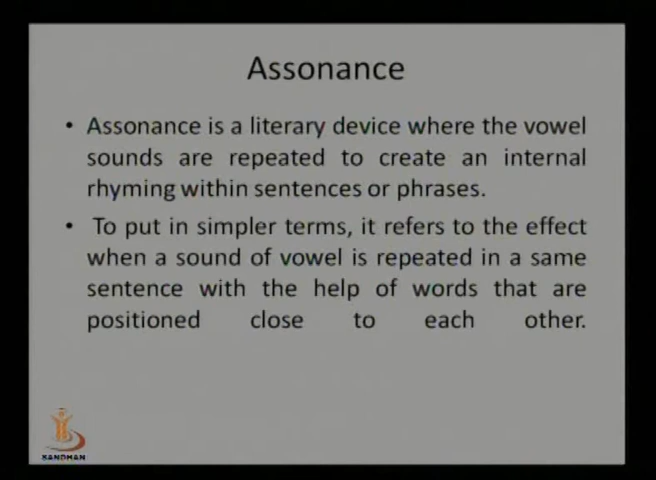 Assonance
• Assonance is a literary device where the vowel
sounds are repeated to create an internal
rhyming within sentences or phrases.
• To put in simpler terms, it refers to the effect
when a sound of vowel is repeated in a same
sentence with the help of words that are
positioned close to each other.
SANDHAN